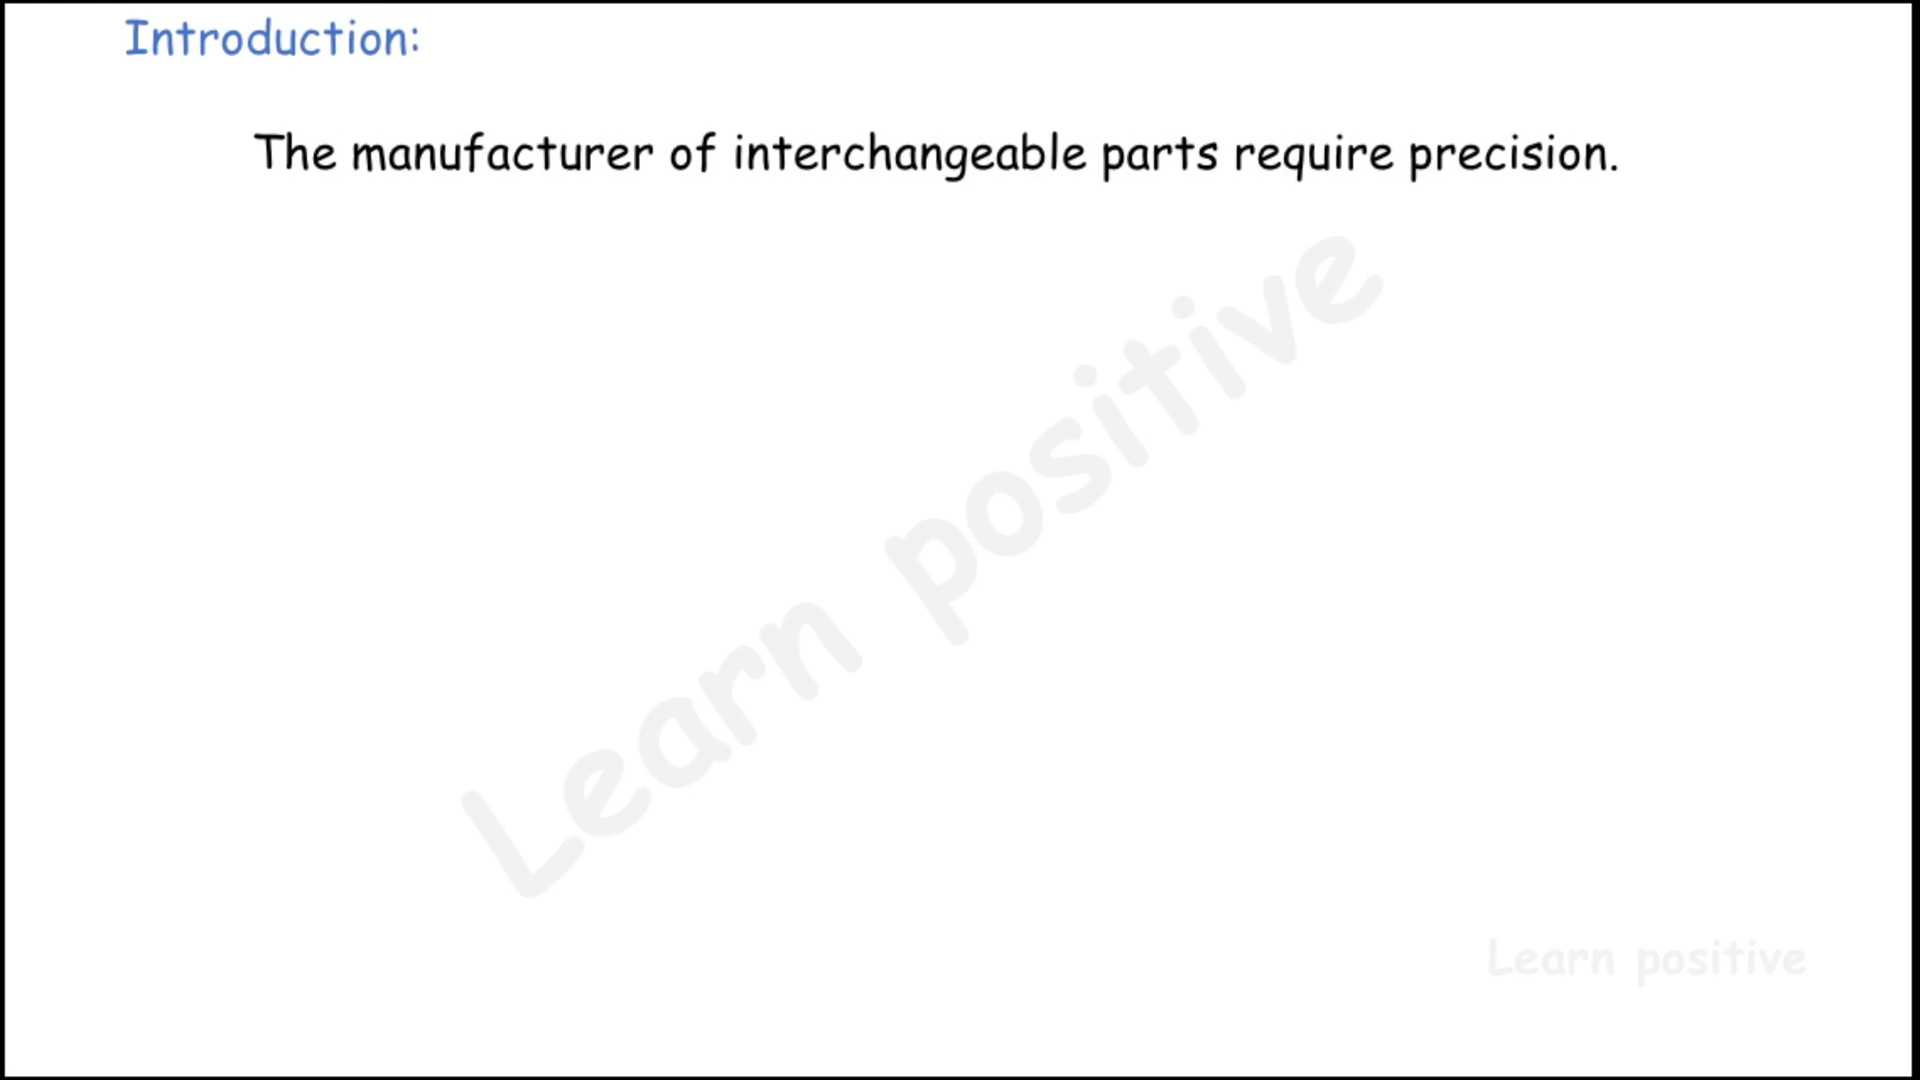 Introduction:
The manufacturer of interchangeable parts require precision.
Learn positive
Learn positive